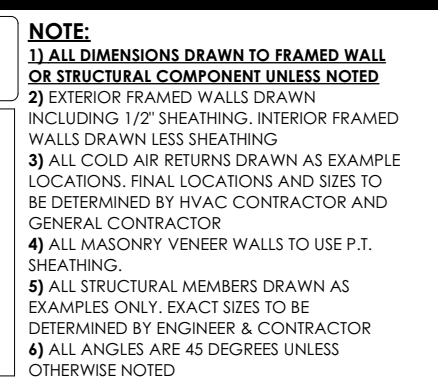 NOTE:
1) ALL DIMENSIONS DRAWN TO FRAMED WALL
OR STRUCTURAL COMPONENT UNLESS NOTED
2) EXTERIOR FRAMED WALLS DRAWN
INCLUDING 1/2" SHEATHING. INTERIOR FRAMED
WALLS DRAWN LESS SHEATHING
3) ALL COLD AIR RETURNS DRAWN AS EXAMPLE
LOCATIONS. FINAL LOCATIONS AND SIZES TO
BE DETERMINED BY HVAC CONTRACTOR AND
GENERAL CONTRACTOR
4) ALL MASONRY VENEER WALLS TO USE P.T.
SHEATHING.
5) ALL STRUCTURAL MEMBERS DRAWN AS
EXAMPLES ONLY. EXACT SIZES TO BE
DETERMINED BY ENGINEER & CONTRACTOR
6) ALL ANGLES ARE 45 DEGREES UNLESS
OTHERWISE NOTED